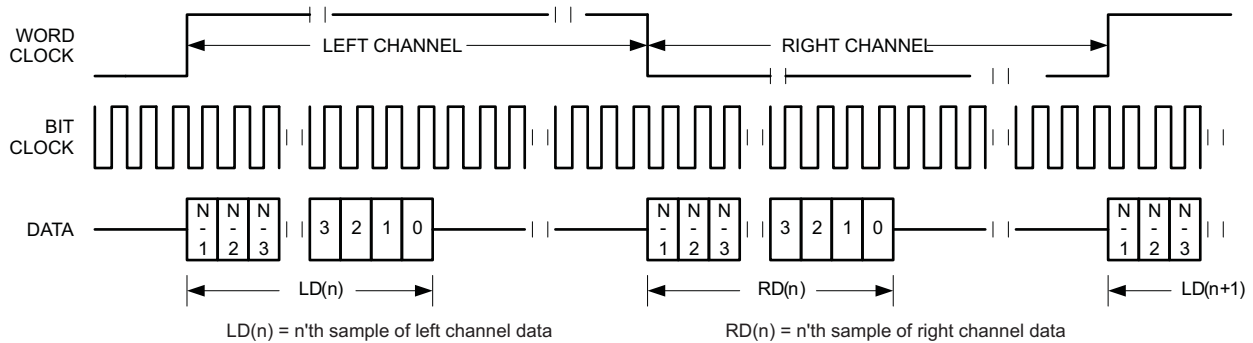 WORD
CLOCK
LEFT CHANNEL
RIGHT CHANNEL
BIT
CLOCK
DATA
N-1 N-2 N-3 3 2 1 0 N-1 N-2 N-3 3 2 1 0 N-1 N-2 N-3
LD(n) RD(n) LD(n+1)
LD(n) = n'th sample of left channel data
RD(n) = n'th sample of right channel data